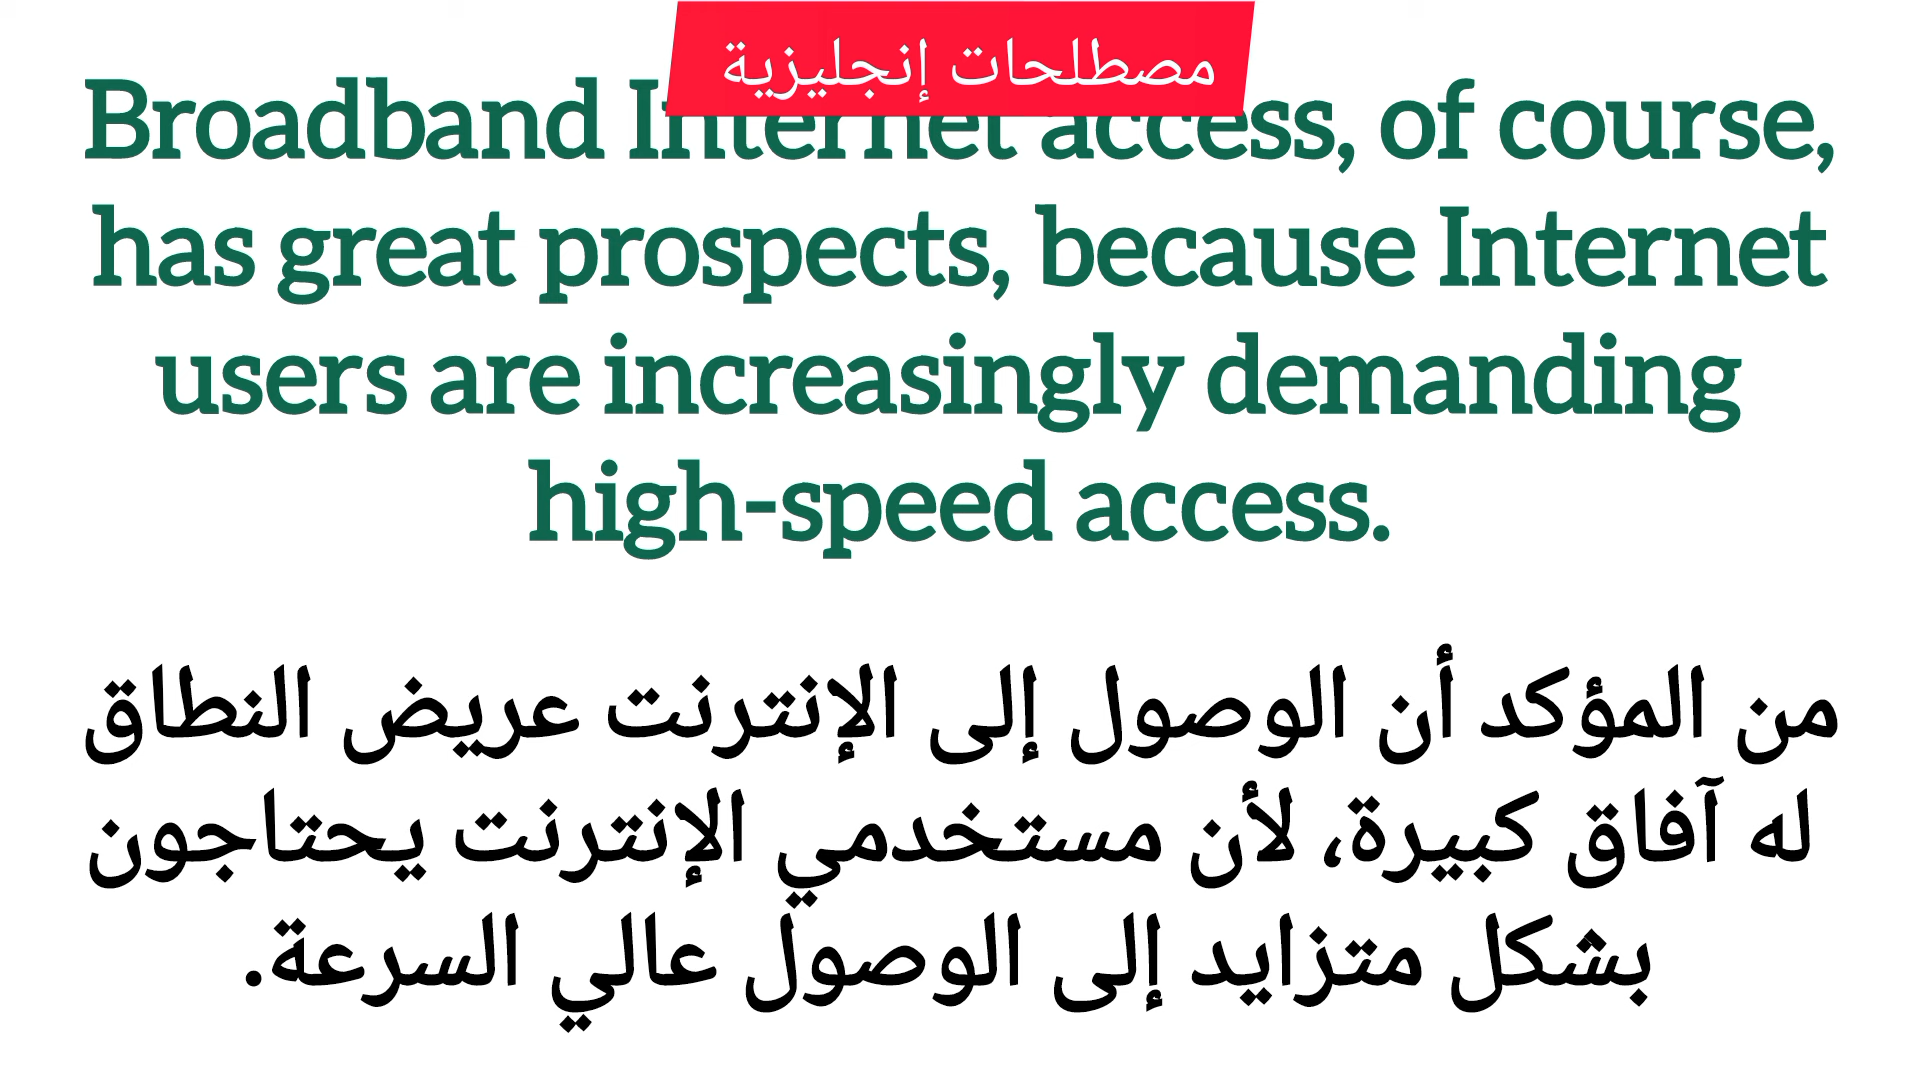 مصطلحات إنجليزية
Broadband Internet access, of course,
has great prospects, because Internet
users are increasingly demanding
high-speed access.
من المؤكد أن الوصول إلى الإنترنت عريض النطاق
له آفاق كبيرة، لأن مستخدمي الإنترنت يحتاجون
بشكل متزايد إلى الوصول عالي السرعة.